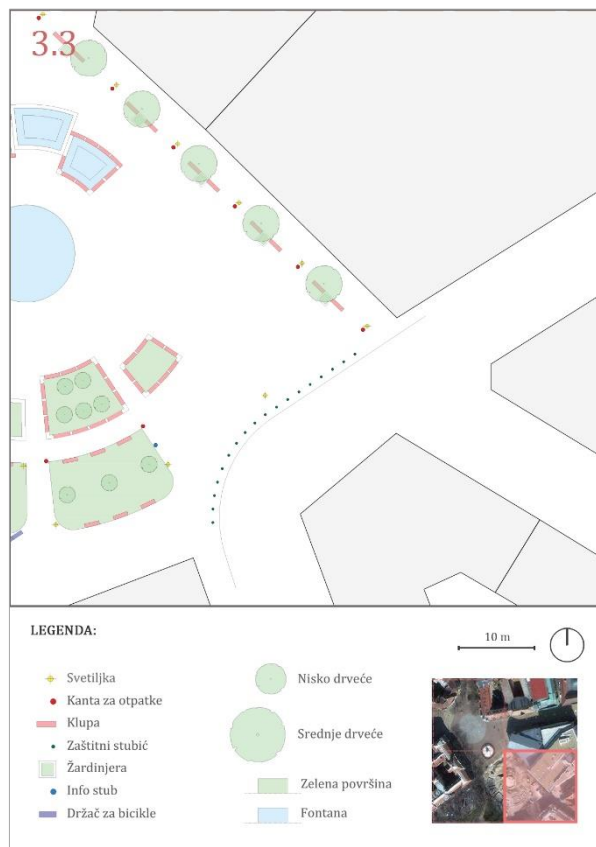 3.3
LEGENDA:
10 m
Svetiljka
Kanta za otpatke
Klupa
Zaštitni stubić
Žardinjera
Info stub
Držač za bicikle
Nisko drveće
Srednje drveće
Zelena površina
Fontana